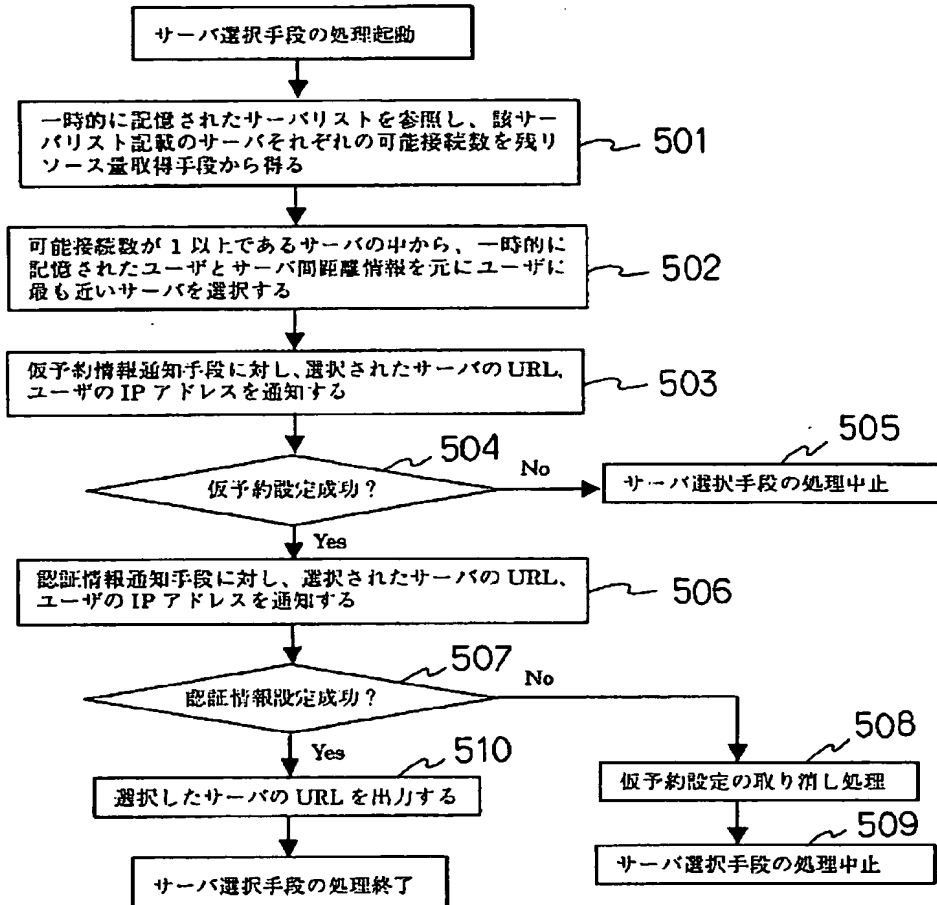 サーバ選択手段の処理起動
一時的に記憶されたサーバリストを参照し、該サー
バリスト記載のサーバそれぞれの可能接続数を残リ
ソース量取得手段から得る
501
可能接続数が1以上であるサーバの中から、一時的に
記憶されたユーザとサーバ間距離情報を元にユーザに
最も近いサーバを選択する
502
仮予約情報通知手段に対し、選択されたサーバのURL、
ユーザのIPアドレスを通知する
503
504
仮予約設定成功?
No
505
サーバ選択手段の処理中止
Yes
認証情報通知手段に対し、選択されたサーバのURL、
ユーザのIPアドレスを通知する
506
507
認証情報設定成功?
No
Yes
508
仮予約設定の取り消し処理
510
選択したサーバのURLを出力する
509
サーバ選択手段の処理中止
サーバ選択手段の処理終了